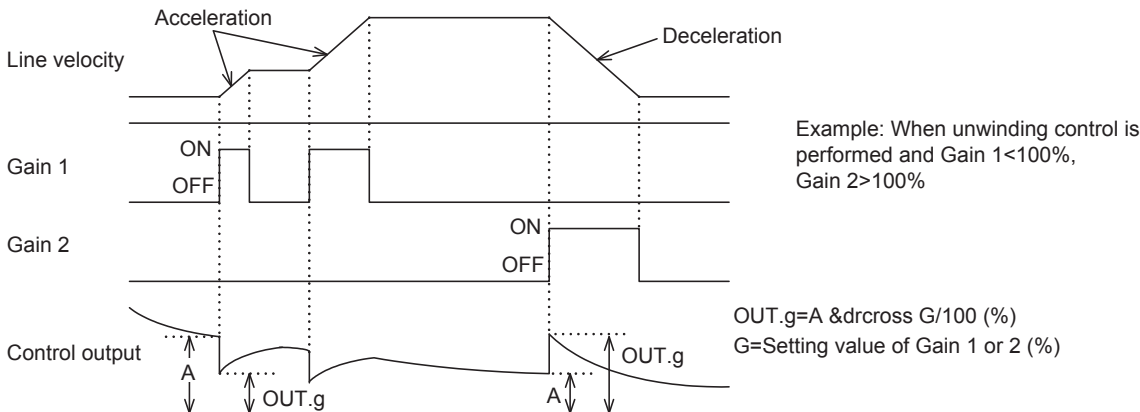 Acceleration
Deceleration
Line velocity
Example: When unwinding control is
performed and Gain 1<100%,
Gain 2>100%
ON
Gain 1
OFF
ON
Gain 2
OFF
OUT.g=A &drcross G/100 (%)
G=Setting value of Gain 1 or 2 (%)
Control output
A
OUT.g
A
OUT.g